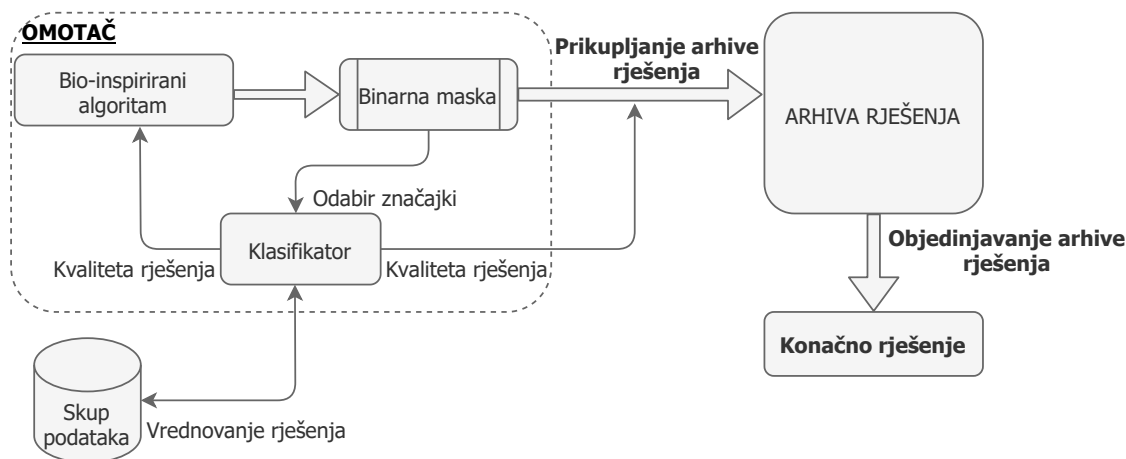 OMOTAČ
Bio-inspirirani
algoritam
Binarna maska
Prikupljanje arhive
rješenja
ARHIVA RJEŠENJA
Odabir značajki
Klasifikator
Kvaliteta rješenja
Kvaliteta rješenja
Objedinjavanje arhive
rješenja
Konačno rješenje
Skup
podataka
Vrednovanje rješenja